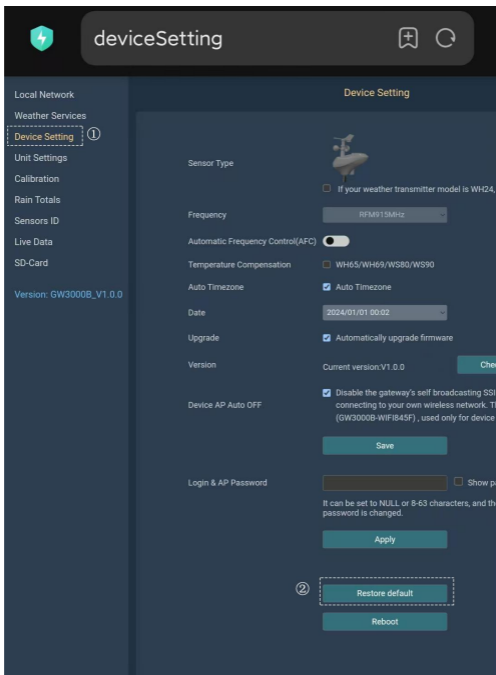 deviceSetting
Local Network
Weather Services
Device Setting ①
Unit Settings
Calibration
Rain Totals
Sensors ID
Live Data
SD-Card
Version: GW3000B_V1.0.0
Device Setting
Sensor Type
If your weather transmitter model is WH24,
Frequency RFM915MHz
Automatic Frequency Control(AFC)
Temperature Compensation WH65/WH69/WS80/WS90
Auto Timezone Auto Timezone
Date 2024/01/01 00:02
Upgrade Automatically upgrade firmware
Version Current version:V1.0.0 Che
Device AP Auto OFF Disable the gateway's self broadcasting SSI
connecting to your own wireless network. T
(GW3000B-WIFI845F) , used only for device
Save
Login & AP Password Show pa
It can be set to NULL or 8-63 characters, and th
password is changed.
Apply
② Restore default
Reboot